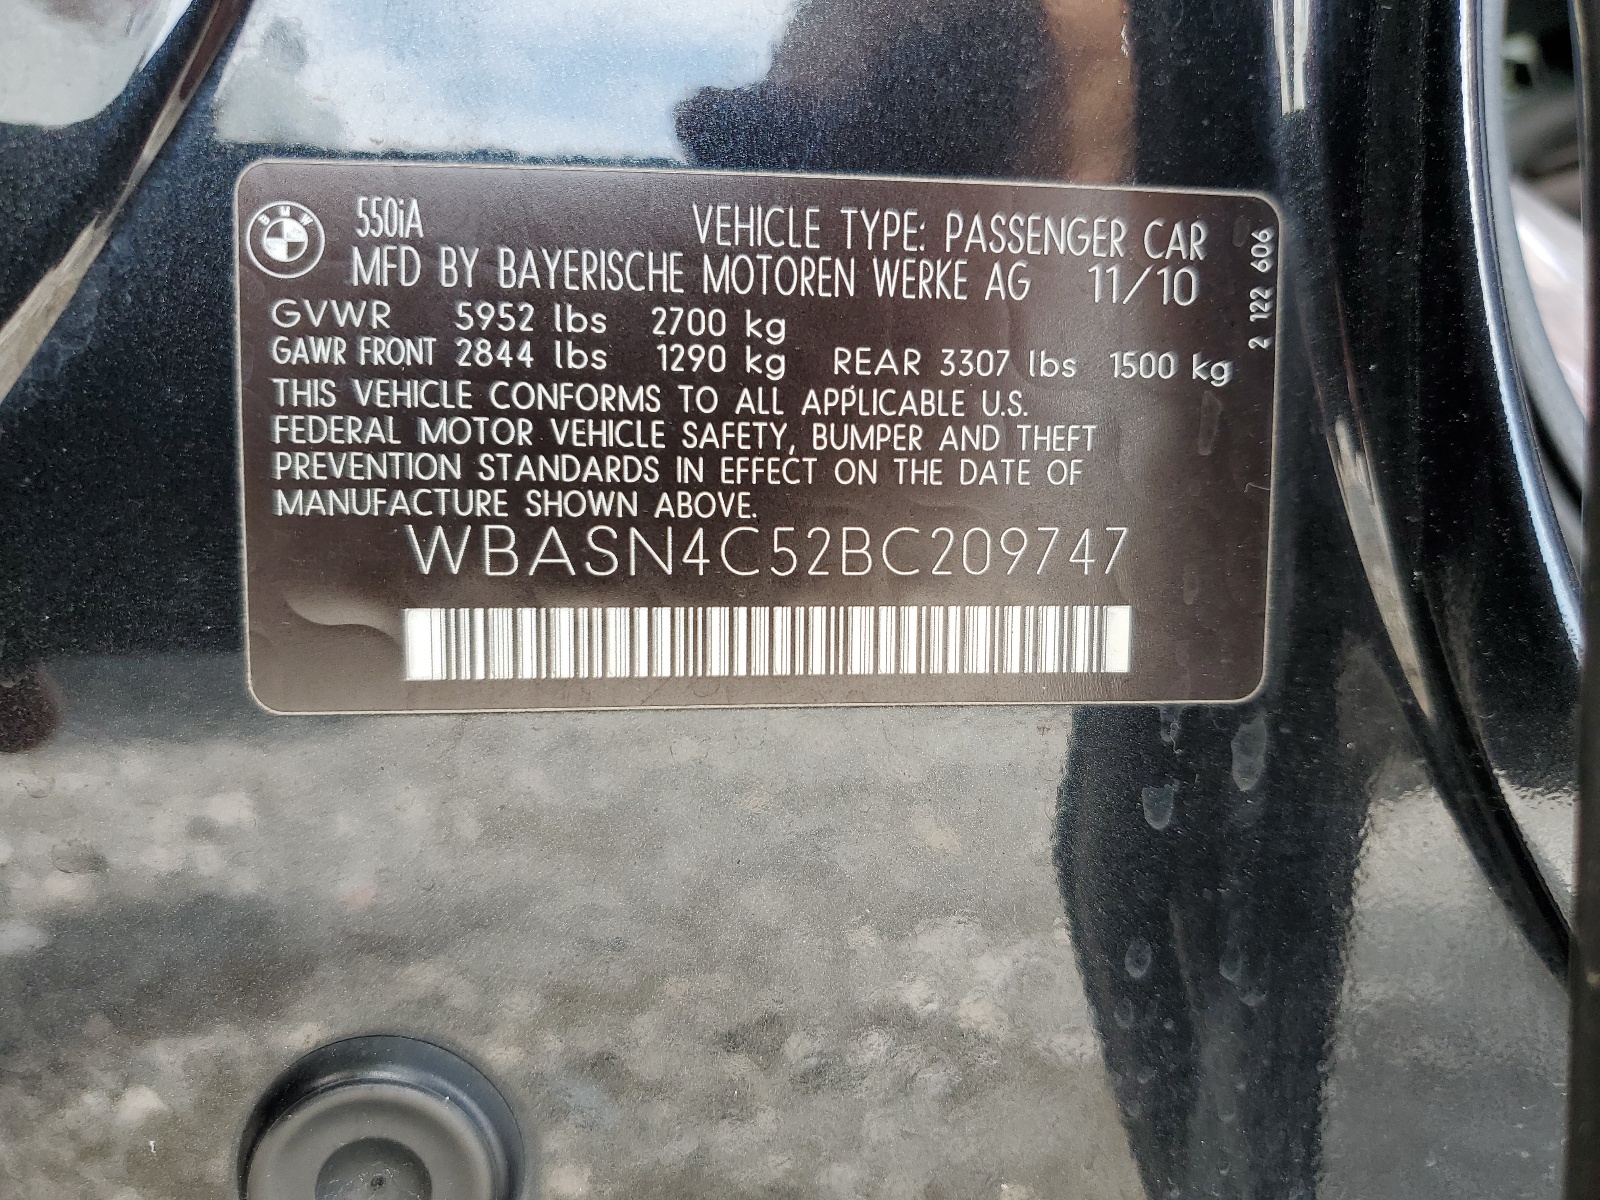 BMW
550iA
VEHICLE TYPE: PASSENGER CAR
MFD BY BAYERISCHE MOTOREN WERKE AG 11/10
GVWR 5952 lbs 2700 kg
GAWR FRONT 2844 lbs 1290 kg REAR 3307 lbs 1500 kg
THIS VEHICLE CONFORMS TO ALL APPLICABLE U.S.
FEDERAL MOTOR VEHICLE SAFETY, BUMPER AND THEFT
PREVENTION STANDARDS IN EFFECT ON THE DATE OF
MANUFACTURE SHOWN ABOVE.
WBASN4C52BC209747
2 122 606